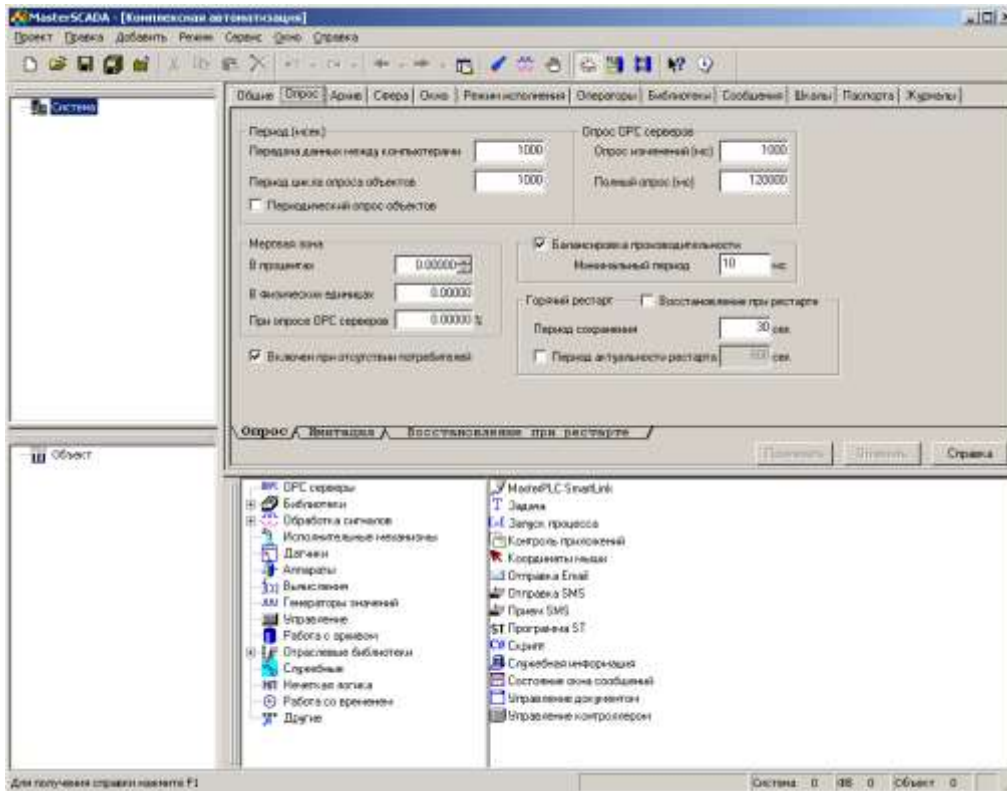 MasterSCADA - [Комплексная автоматизация]
Проект Правка Добавить Режим Сервис Окно Справка
Система
Общие Опрос Архив Сфера Окна Режим исполнения Операторы Библиотеки Сообщения Шкалы Паспорта Журналы
Период (мсек)
Передача данных между компьютерами 1000
Период цикла опроса объектов 1000
Периодический опрос объектов
Опрос OPC серверов
Опрос изменений (мс) 1000
Полный опрос (мс) 120000
Мертвая зона
В процентах 0.00000
В физических единицах 0.00000
При опросе OPC серверов 0.00000 %
Включен при отсутствии потребителей
Балансировка производительности
Минимальный период 10 мс
Горячий рестарт Восстановление при рестарте
Период сохранения 30 сек
Период актуальности рестарта 600 сек
Опрос Имитация Восстановление при рестарте
Применить Отменить Справка
Объект
OPC серверы
Библиотеки
Обработка сигналов
Исполнительные механизмы
Датчики
Аппараты
Вычисления
Генераторы значений
Управление
Работа с архивом
Отраслевые библиотеки
Служебные
Нечеткая логика
Работа со временем
Другие
MasterPLC SmartLink
Задача
Запуск процесса
Контроль приложений
Координаты мыши
Отправка Email
Отправка SMS
Прием SMS
ST Программа ST
C# Скрипт
Служебная информация
Состояние окна сообщений
Управление документом
Управление контроллером
Для получения справки нажмите F1
Система 0 ФВ 0 Объект 0